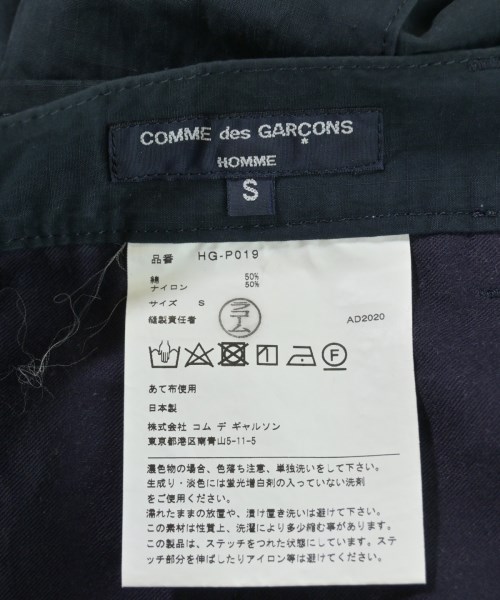 COMME des GARÇONS
HOMME
S
品番 HG-P019
綿 50%
ナイロン 50%
サイズ S
縫製責任者
AD2020
あて布使用
日本製
株式会社 コム デ ギャルソン
東京都港区南青山5-11-5
濃色物の場合、色落ち注意、単独洗いをして下さい。
生成り・淡色には蛍光増白剤の入っていない洗剤
をご使用ください。
濡れたままの放置や、漬け置き洗いは避けて下さい。
この素材は性質上、洗濯により多少縮む事があります。
この製品は、ステッチをつれた状態にしています。ステ
ッチ部分を伸ばしたりアイロン等は避けてください。